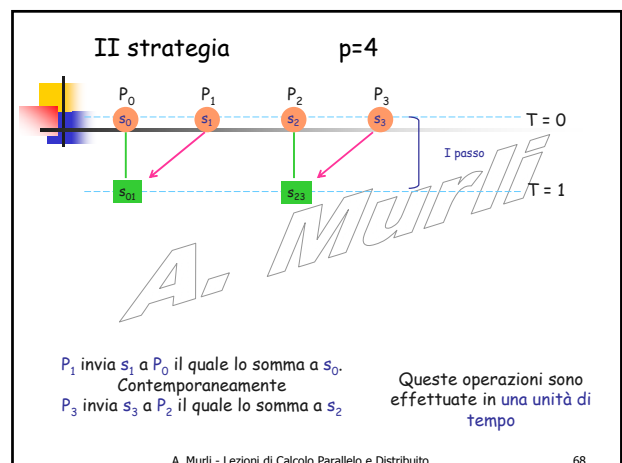 II strategia p=4
P0 P1 P2 P3
s0 s1 s2 s3 T = 0
I passo
s01 s23 T = 1
A. Murli
P1 invia s1 a P0 il quale lo somma a s0.
Contemporaneamente
P3 invia s3 a P2 il quale lo somma a s2
Queste operazioni sono
effettuate in una unità di
tempo
A. Murli - Lezioni di Calcolo Parallelo e Distribuito 68